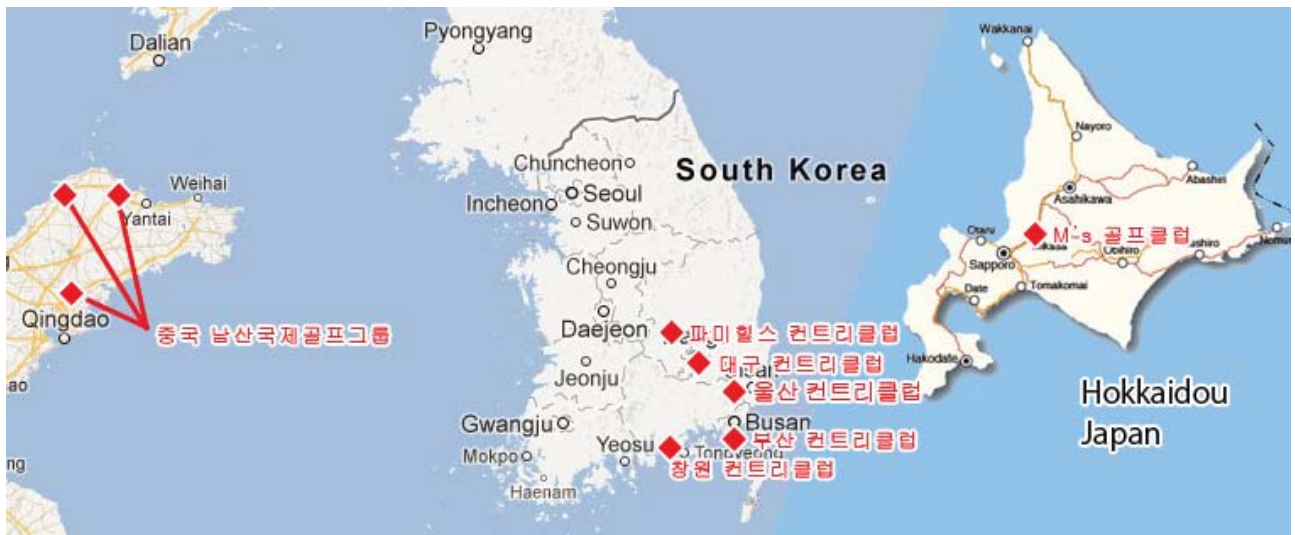 Dalian
Pyongyang
Weihai
Yantai
Qingdao
중국 남산국제골프그룹
Chuncheon
Seoul
Incheon
Suwon
South Korea
Cheongju
Daejeon
파미힐스 컨트리클럽
대구 컨트리클럽
Jeonju
울산 컨트리클럽
Gwangju
Busan
Yeosu
부산 컨트리클럽
Mokpo
Tongyeong
창원 컨트리클럽
Haenam
Wakkanai
Nayoro
Abashiri
Asahikawa
Otaru
M's 골프클럽
Sapporo
Obihiro
Date
Tomakomai
Hakodate
Hokkaidou
Japan